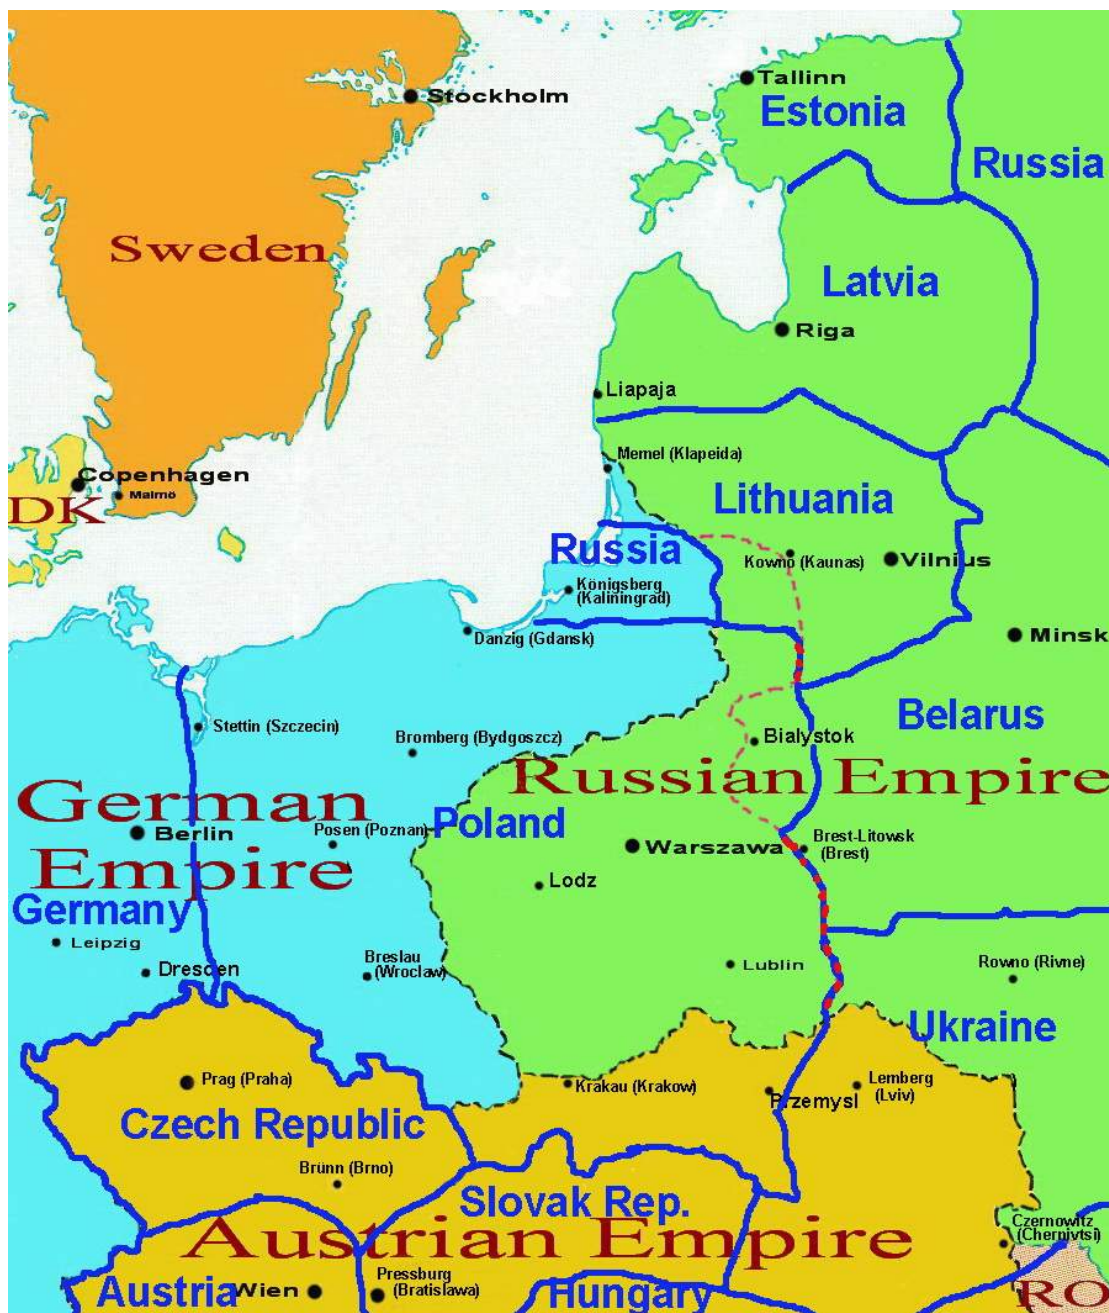 Tallinn
Stockholm
Estonia
Russia
Sweden
Latvia
Riga
Liapaja
Memel (Klapeida)
Copenhagen
Malmö
DK
Lithuania
Russia
Kowno (Kaunas)
Vilnius
Königsberg
(Kaliningrad)
Danzig (Gdansk)
Minsk
Stettin (Szczecin)
Belarus
Bromberg (Bydgoszcz)
Bialystok
Russian Empire
German
Empire
Berlin
Posen (Poznan)
Poland
Warszawa
Brest-Litowsk
(Brest)
Lodz
Germany
Leipzig
Dresden
Breslau
(Wroclaw)
Lublin
Rowno (Rivne)
Ukraine
Prag (Praha)
Krakau (Krakow)
Przemysl
Lemberg
(Lviv)
Czech Republic
Brünn (Brno)
Slovak Rep.
Austrian Empire
Czernowitz
(Chernivtsi)
Austria
Wien
Pressburg
(Bratislawa)
Hungary
RO